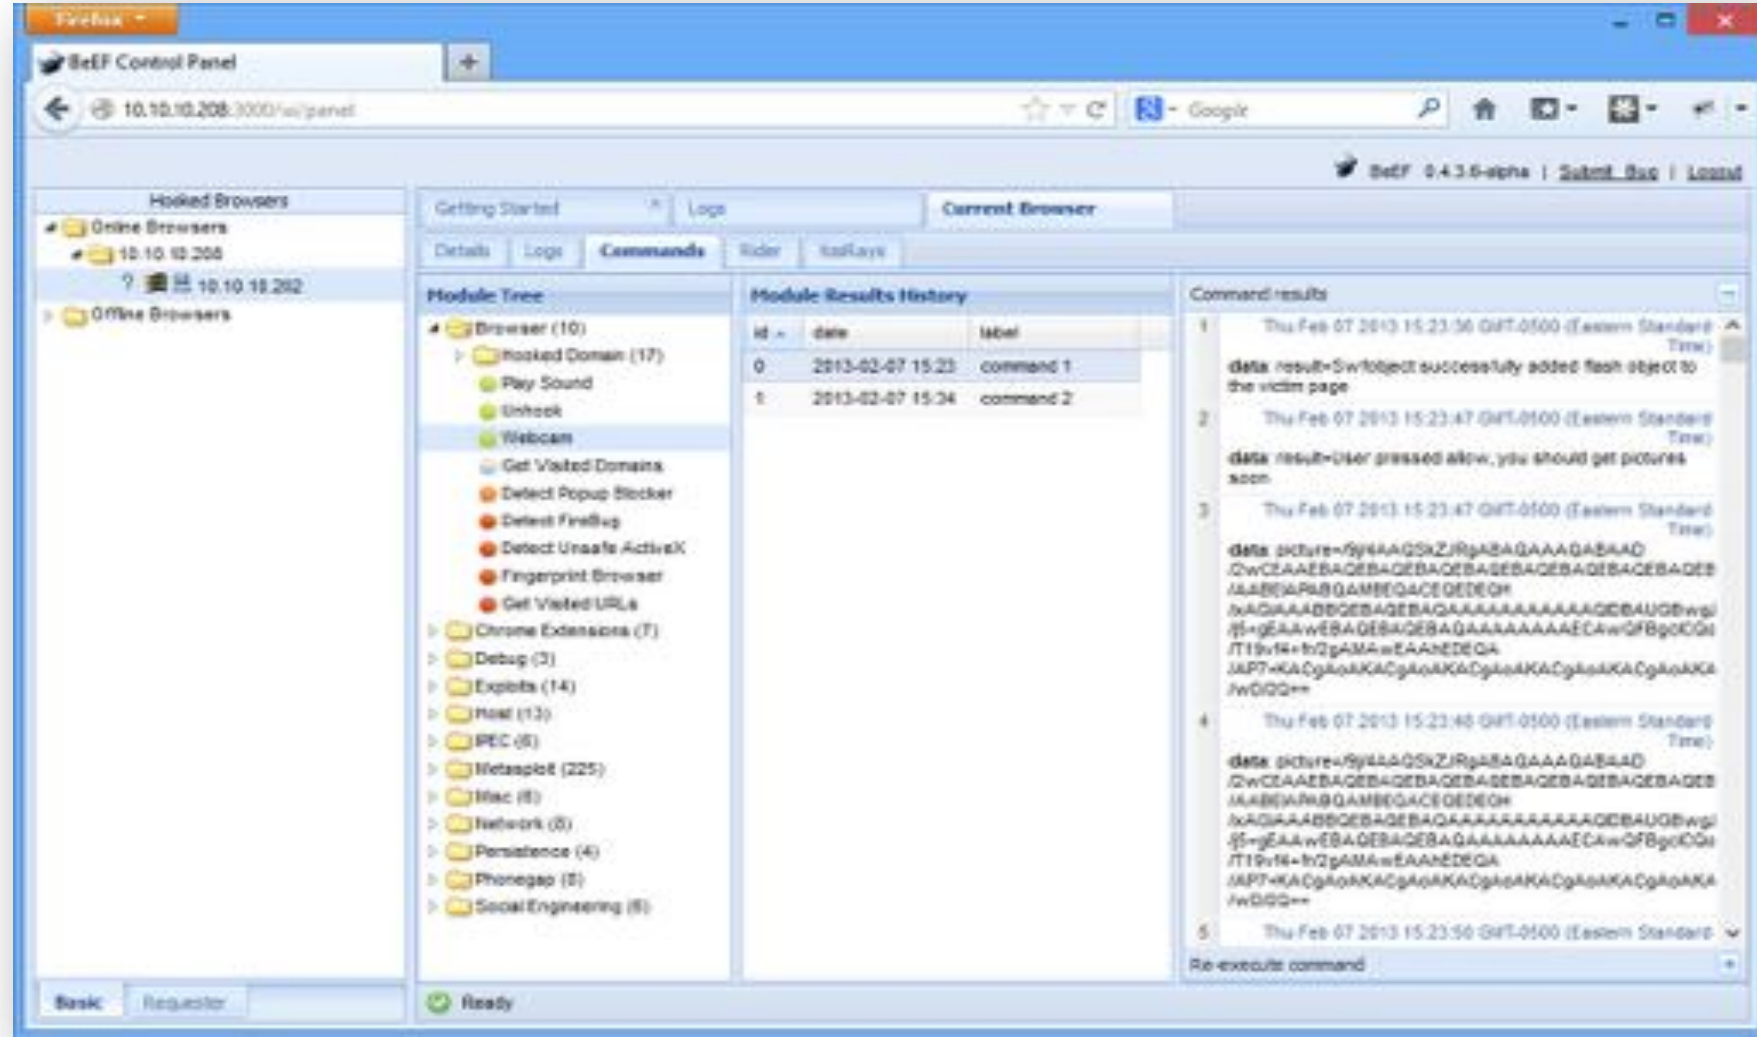 Firefox
BeEF Control Panel
10.10.10.208:3000/ui/panel
Google
BeEF 0.4.3.6-alpha | Submit Bug | Logout
Hooked Browsers
Online Browsers
10.10.10.208
10.10.10.202
Offline Browsers
Basic
Requester
Getting Started
Logs
Current Browser
Details
Logs
Commands
Rider
XssRays
Module Tree
Browser (10)
Hooked Domain (17)
Play Sound
Unhook
Webcam
Get Visited Domains
Detect Popup Blocker
Detect FireBug
Detect Unsafe ActiveX
Fingerprint Browser
Get Visited URLs
Chrome Extensions (7)
Debug (3)
Exploits (14)
Host (13)
IPEC (6)
Metasploit (225)
Misc (6)
Network (8)
Persistence (4)
Phonegap (8)
Social Engineering (6)
Module Results History
id
date
label
0 2013-02-07 15:23 command 1
1 2013-02-07 15:34 command 2
Command results
1 Thu Feb 07 2013 15:23:36 GMT-0500 (Eastern Standard
Time)
data: result=Swfobject successfully added flash object to
the victim page
2 Thu Feb 07 2013 15:23:47 GMT-0500 (Eastern Standard
Time)
data: result=User pressed allow, you should get pictures
soon
3 Thu Feb 07 2013 15:23:47 GMT-0500 (Eastern Standard
Time)
data:
4 Thu Feb 07 2013 15:23:48 GMT-0500 (Eastern Standard
Time)
data:
5 Thu Feb 07 2013 15:23:50 GMT-0500 (Eastern Standard
Re-execute command
Ready